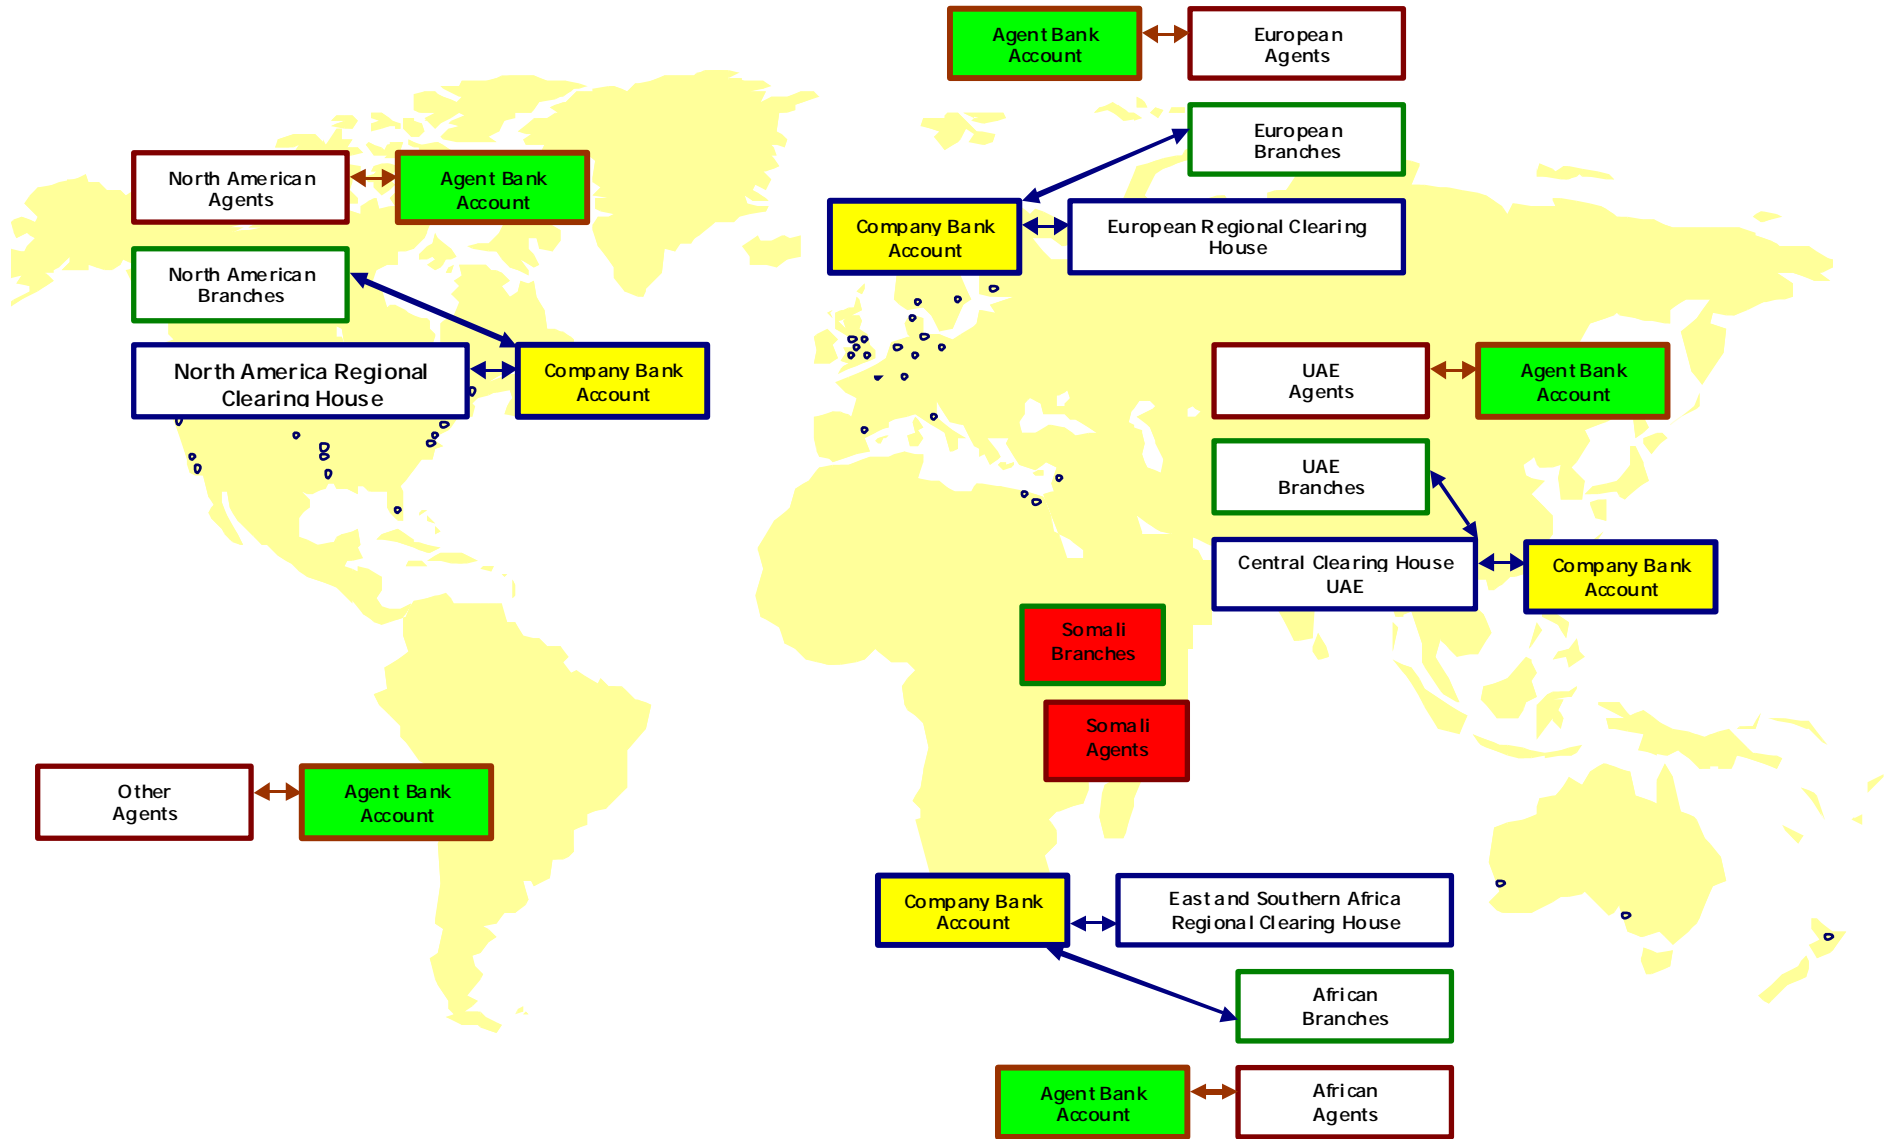 Agent Bank
Account
European
Agents
European
Branches
North American
Agents
Agent Bank
Account
Company Bank
Account
European Regional Clearing
House
North American
Branches
North America Regional
Clearing House
Company Bank
Account
UAE
Agents
Agent Bank
Account
UAE
Branches
Central Clearing House
UAE
Company Bank
Account
Somali
Branches
Somali
Agents
Other
Agents
Agent Bank
Account
Company Bank
Account
East and Southern Africa
Regional Clearing House
African
Branches
Agent Bank
Account
African
Agents